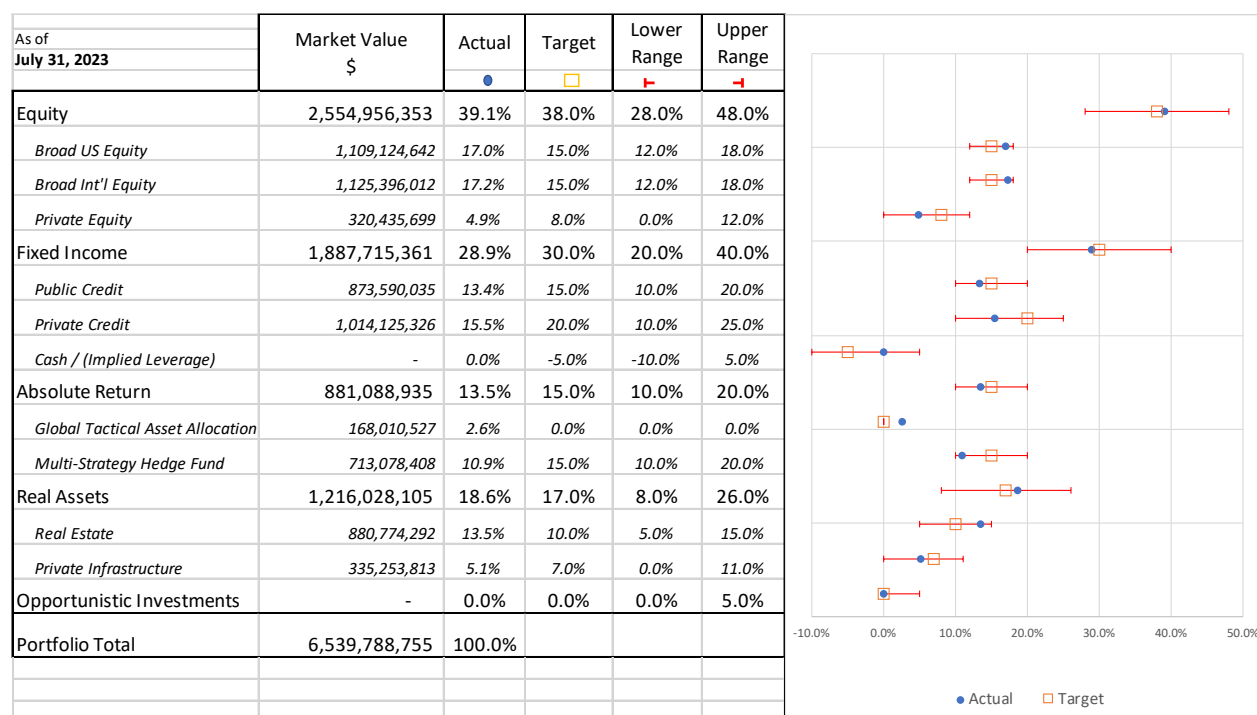 As of
July 31, 2023
Market Value $ Actual Target Lower Range Upper Range
Equity 2,554,956,353 39.1% 38.0% 28.0% 48.0%
Broad US Equity 1,109,124,642 17.0% 15.0% 12.0% 18.0%
Broad Int'l Equity 1,125,396,012 17.2% 15.0% 12.0% 18.0%
Private Equity 320,435,699 4.9% 8.0% 0.0% 12.0%
Fixed Income 1,887,715,361 28.9% 30.0% 20.0% 40.0%
Public Credit 873,590,035 13.4% 15.0% 10.0% 20.0%
Private Credit 1,014,125,326 15.5% 20.0% 10.0% 25.0%
Cash / (Implied Leverage) - 0.0% -5.0% -10.0% 5.0%
Absolute Return 881,088,935 13.5% 15.0% 10.0% 20.0%
Global Tactical Asset Allocation 168,010,527 2.6% 0.0% 0.0% 0.0%
Multi-Strategy Hedge Fund 713,078,408 10.9% 15.0% 10.0% 20.0%
Real Assets 1,216,028,105 18.6% 17.0% 8.0% 26.0%
Real Estate 880,774,292 13.5% 10.0% 5.0% 15.0%
Private Infrastructure 335,253,813 5.1% 7.0% 0.0% 11.0%
Opportunistic Investments - 0.0% 0.0% 0.0% 5.0%
Portfolio Total 6,539,788,755 100.0%
-10.0% 0.0% 10.0% 20.0% 30.0% 40.0% 50.0%
Actual Target